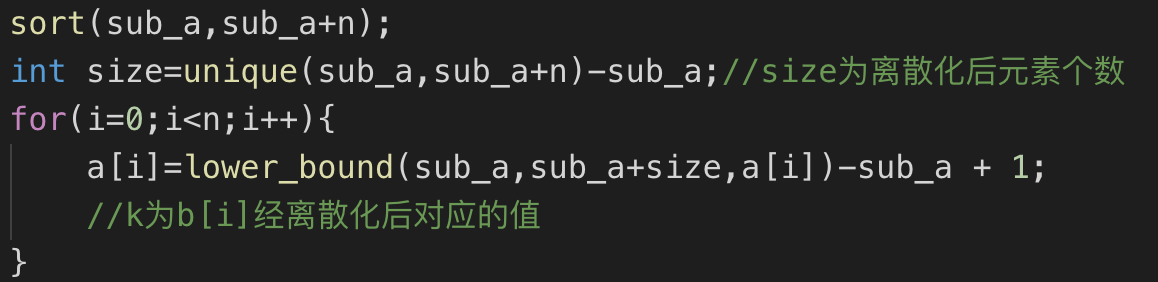 sort(sub_a,sub_a+n);
int size=unique(sub_a,sub_a+n)-sub_a;//size为离散化后元素个数
for(i=0;i<n;i++){
    a[i]=lower_bound(sub_a,sub_a+size,a[i])-sub_a + 1;
    //k为b[i]经离散化后对应的值
}